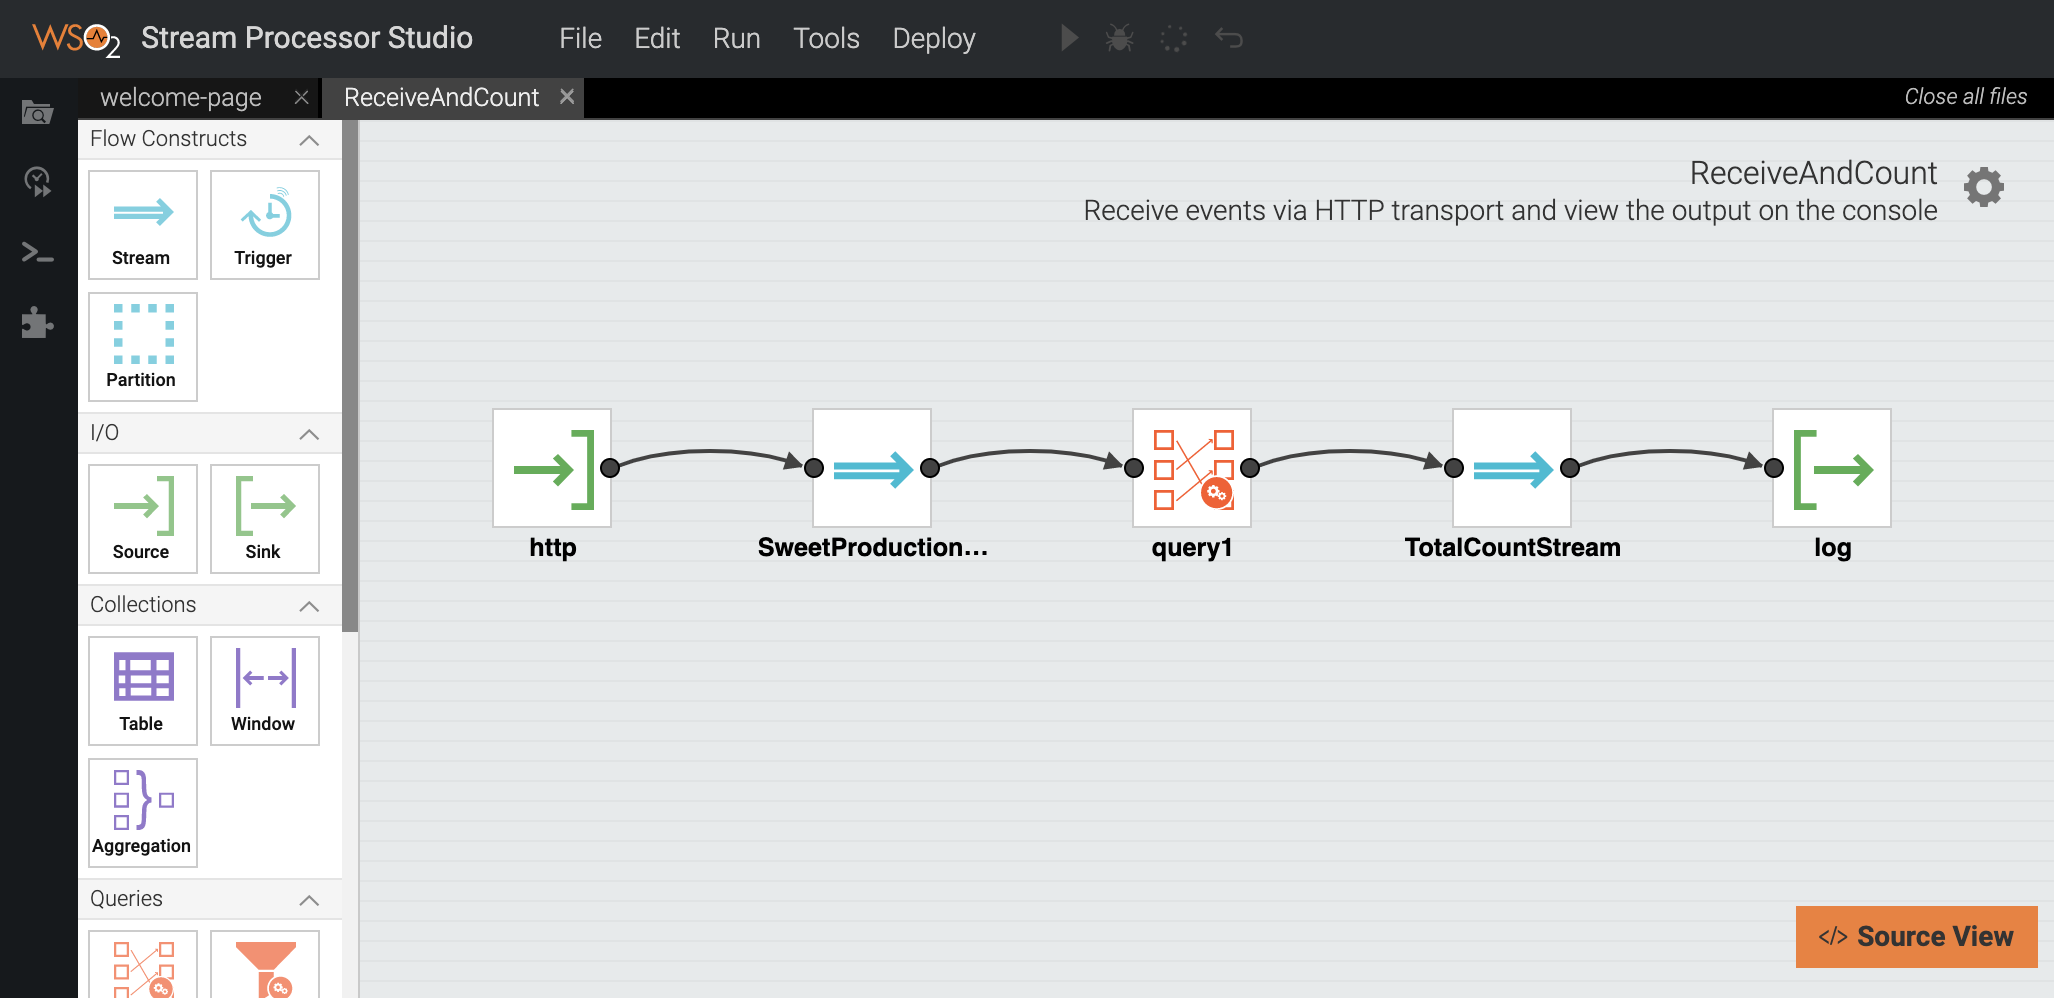 WSO2 Stream Processor Studio File Edit Run Tools Deploy
welcome-page ReceiveAndCount Close all files
Flow Constructs
Stream Trigger
Partition
I/O
Source Sink
Collections
Table Window
Aggregation
Queries
ReceiveAndCount
Receive events via HTTP transport and view the output on the console
http SweetProduction... query1 TotalCountStream log
</> Source View